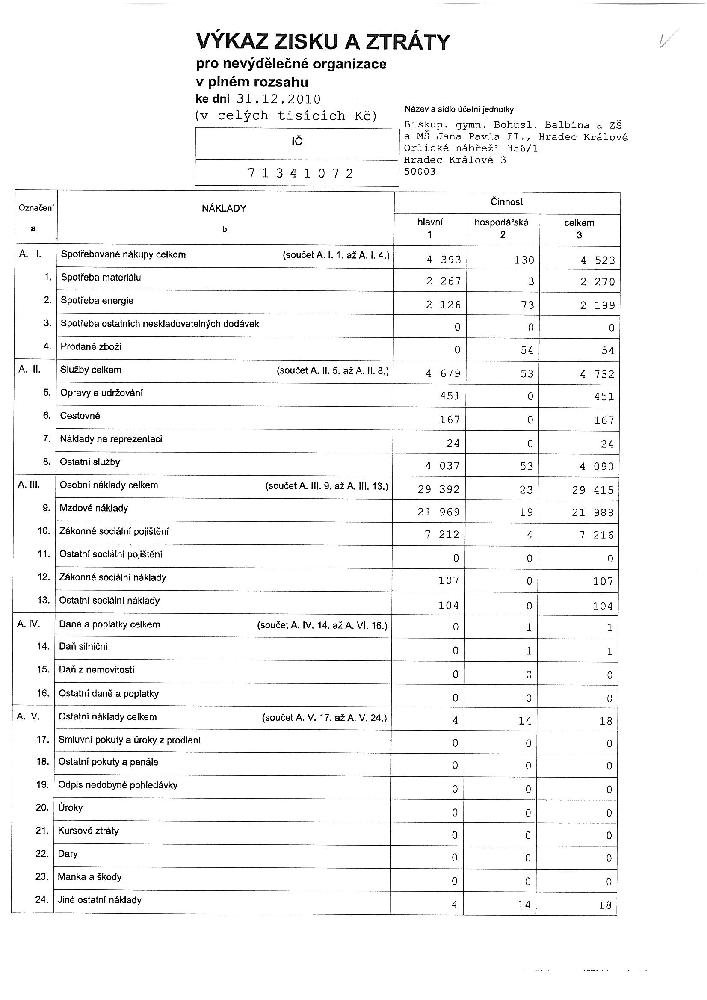 VÝKAZ ZISKU A ZTRÁTY
pro nevýdělečné organizace
v plném rozsahu
ke dni 31.12.2010
(v celých tisících Kč)
IČ
7 1 3 4 1 0 7 2
Název a sídlo účetní jednotky
Biskup. gymn. Bohusl. Balbína a ZŠ
a MŠ Jana Pavla II., Hradec Králové
Orlické nábřeží 356/1
Hradec Králové 3
50003
Označení NÁKLADY Činnost
a b hlavní 1 hospodářská 2 celkem 3
A. I. Spotřebované nákupy celkem (součet A. I. 1. až A. I. 4.) 4 393 130 4 523
1. Spotřeba materiálu 2 267 3 2 270
2. Spotřeba energie 2 126 73 2 199
3. Spotřeba ostatních neskladovatelných dodávek 0 0 0
4. Prodané zboží 0 54 54
A. II. Služby celkem (součet A. II. 5. až A. II. 8.) 4 679 53 4 732
5. Opravy a udržování 451 0 451
6. Cestovné 167 0 167
7. Náklady na reprezentaci 24 0 24
8. Ostatní služby 4 037 53 4 090
A. III. Osobní náklady celkem (součet A. III. 9. až A. III. 13.) 29 392 23 29 415
9. Mzdové náklady 21 969 19 21 988
10. Zákonné sociální pojištění 7 212 4 7 216
11. Ostatní sociální pojištění 0 0 0
12. Zákonné sociální náklady 107 0 107
13. Ostatní sociální náklady 104 0 104
A. IV. Daně a poplatky celkem (součet A. IV. 14. až A. VI. 16.) 0 1 1
14. Daň silniční 0 1 1
15. Daň z nemovitostí 0 0 0
16. Ostatní daně a poplatky 0 0 0
A. V. Ostatní náklady celkem (součet A. V. 17. až A. V. 24.) 4 14 18
17. Smluvní pokuty a úroky z prodlení 0 0 0
18. Ostatní pokuty a penále 0 0 0
19. Odpis nedobyné pohledávky 0 0 0
20. Úroky 0 0 0
21. Kursové ztráty 0 0 0
22. Dary 0 0 0
23. Manka a škody 0 0 0
24. Jiné ostatní náklady 4 14 18